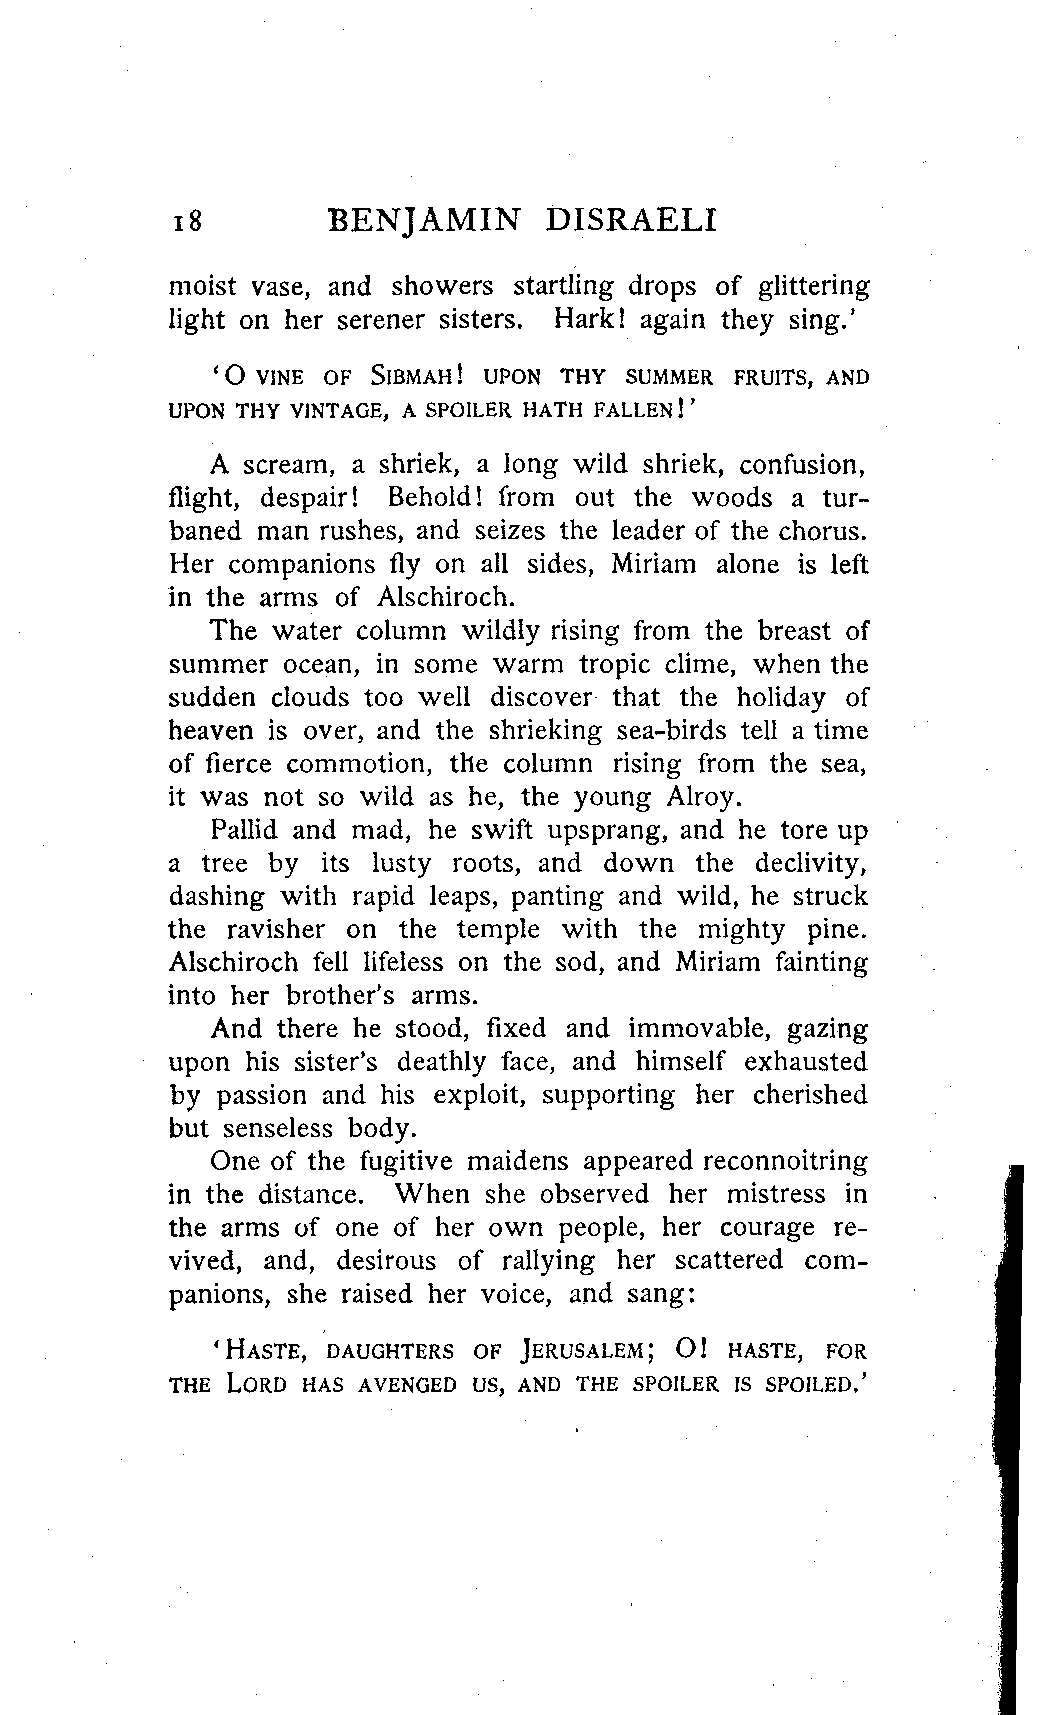 18 BENJAMIN DISRAELI
moist vase, and showers startling drops of glittering
light on her serener sisters. Hark! again they sing.'
'O VINE OF SIBMAH! UPON THY SUMMER FRUITS, AND
UPON THY VINTAGE, A SPOILER HATH FALLEN!'
A scream, a shriek, a long wild shriek, confusion,
flight, despair! Behold! from out the woods a tur-
baned man rushes, and seizes the leader of the chorus.
Her companions fly on all sides, Miriam alone is left
in the arms of Alschiroch.
The water column wildly rising from the breast of
summer ocean, in some warm tropic clime, when the
sudden clouds too well discover that the holiday of
heaven is over, and the shrieking sea-birds tell a time
of fierce commotion, the column rising from the sea,
it was not so wild as he, the young Alroy.
Pallid and mad, he swift upsprang, and he tore up
a tree by its lusty roots, and down the declivity,
dashing with rapid leaps, panting and wild, he struck
the ravisher on the temple with the mighty pine.
Alschiroch fell lifeless on the sod, and Miriam fainting
into her brother's arms.
And there he stood, fixed and immovable, gazing
upon his sister's deathly face, and himself exhausted
by passion and his exploit, supporting her cherished
but senseless body.
One of the fugitive maidens appeared reconnoitring
in the distance. When she observed her mistress in
the arms of one of her own people, her courage re-
vived, and, desirous of rallying her scattered com-
panions, she raised her voice, and sang:
'HASTE, DAUGHTERS OF JERUSALEM; O! HASTE, FOR
THE LORD HAS AVENGED US, AND THE SPOILER IS SPOILED.'